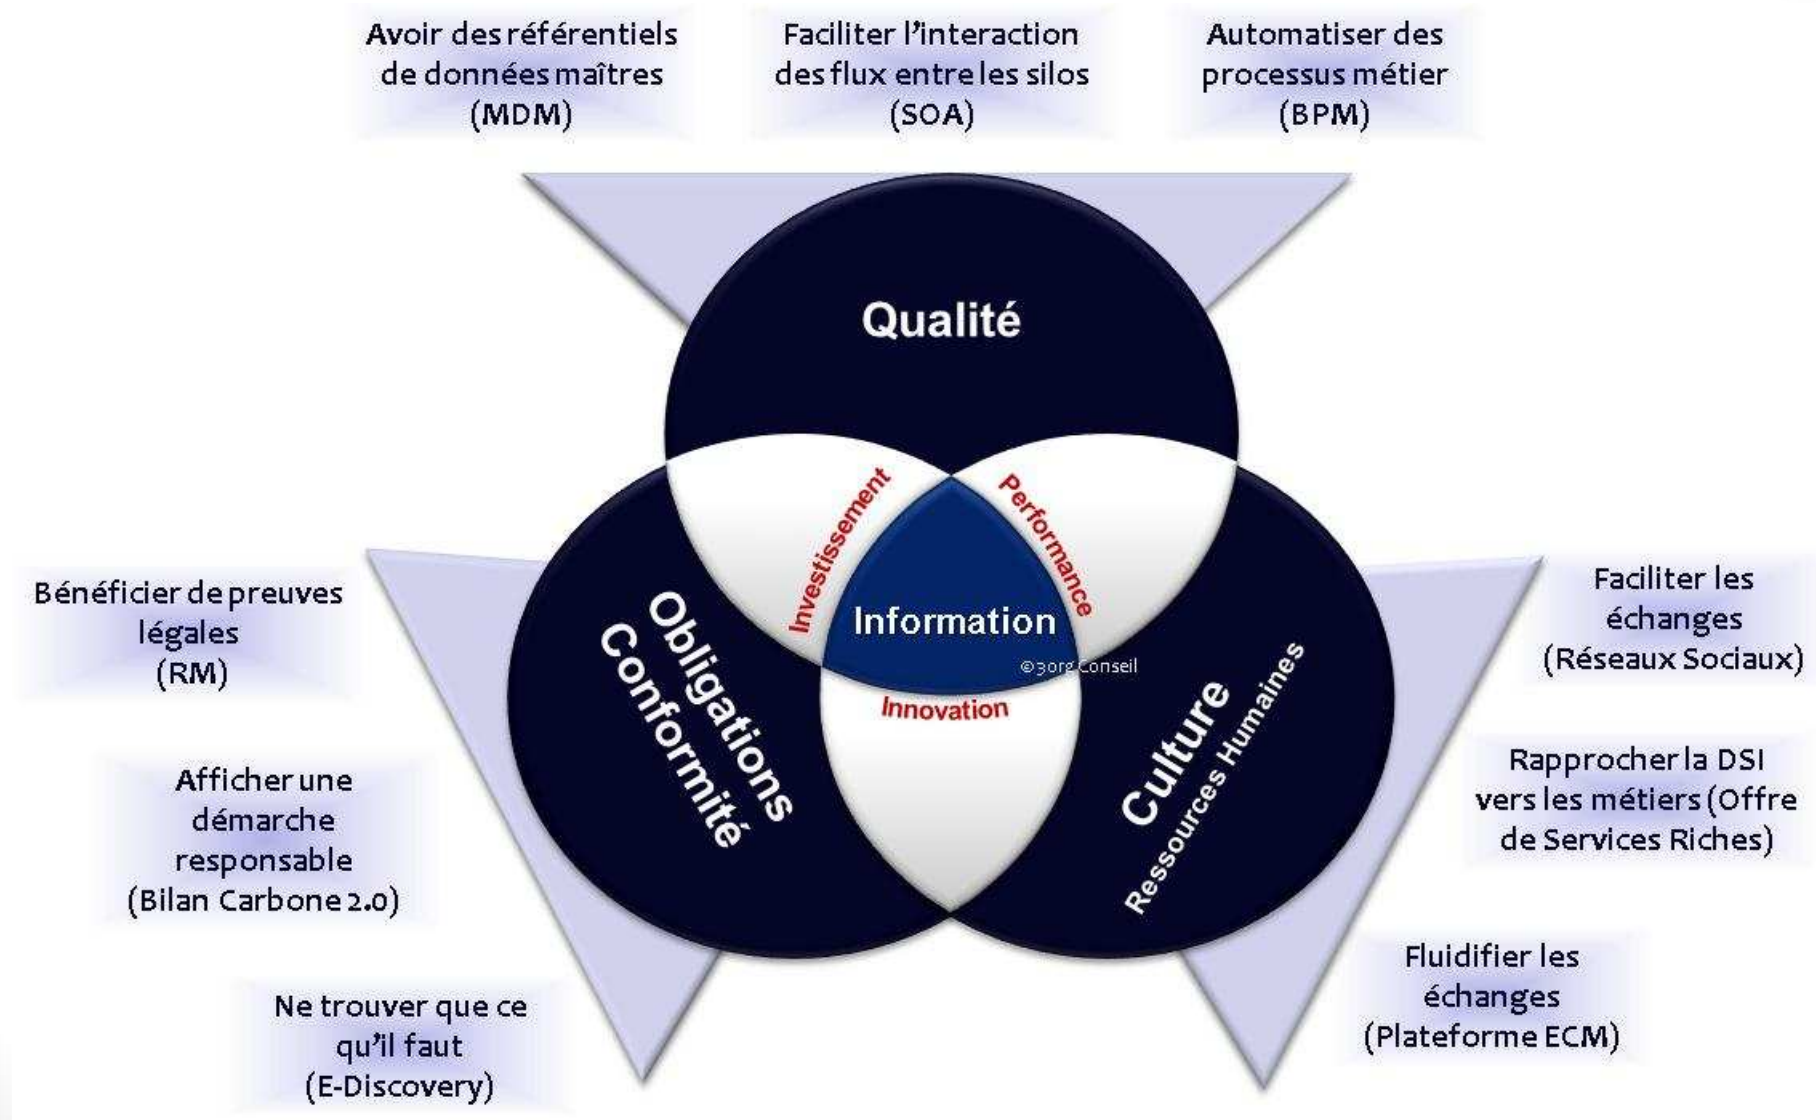 Avoir des référentiels
de données maîtres
(MDM)
Faciliter l'interaction
des flux entre les silos
(SOA)
Automatiser des
processus métier
(BPM)
Qualité
Investissement
Performance
Information
©3org Conseil
Innovation
Obligations
Conformité
Culture
Ressources Humaines
Bénéficier de preuves
légales
(RM)
Afficher une
démarche
responsable
(Bilan Carbone 2.0)
Ne trouver que ce
qu'il faut
(E-Discovery)
Faciliter les
échanges
(Réseaux Sociaux)
Rapprocher la DSI
vers les métiers (Offre
de Services Riches)
Fluidifier les
échanges
(Plateforme ECM)